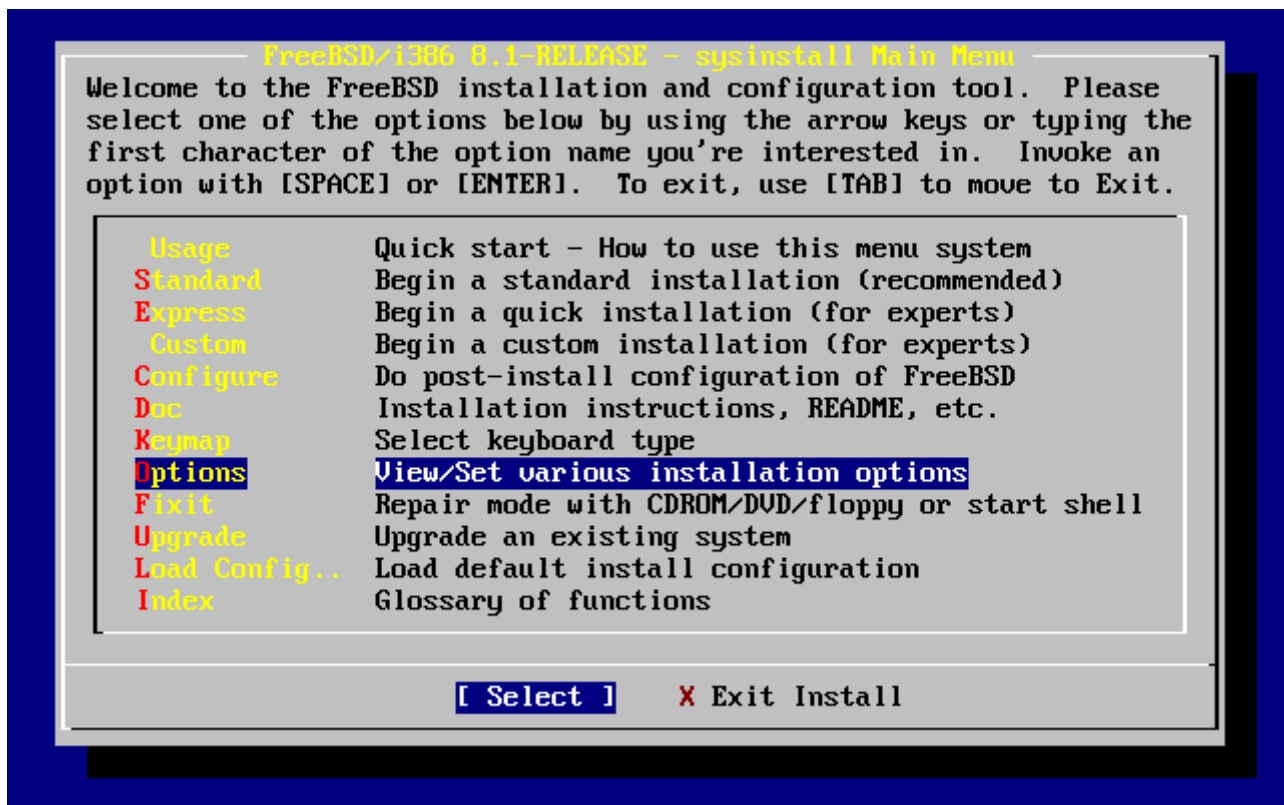 FreeBSD/i386 8.1-RELEASE - sysinstall Main Menu
Welcome to the FreeBSD installation and configuration tool.  Please
select one of the options below by using the arrow keys or typing the
first character of the option name you're interested in.  Invoke an
option with [SPACE] or [ENTER].  To exit, use [TAB] to move to Exit.
Usage Quick start - How to use this menu system
Standard Begin a standard installation (recommended)
Express Begin a quick installation (for experts)
Custom Begin a custom installation (for experts)
Configure Do post-install configuration of FreeBSD
Doc Installation instructions, README, etc.
Keymap Select keyboard type
Options View/Set various installation options
Fixit Repair mode with CDROM/DVD/floppy or start shell
Upgrade Upgrade an existing system
Load Config.. Load default install configuration
Index Glossary of functions
[ Select ] X Exit Install